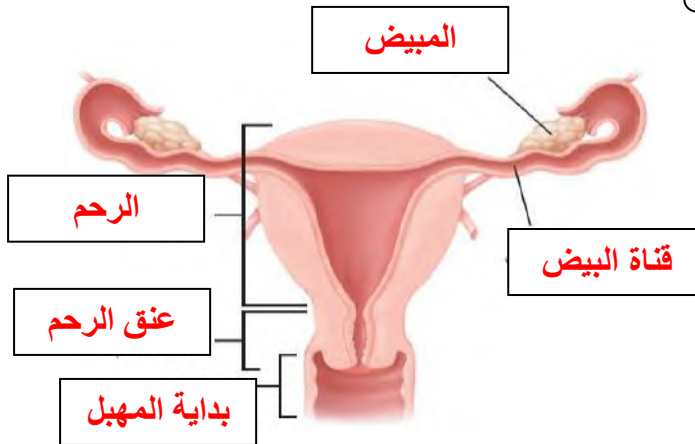 المبيض
الرحم
قناة البيض
عنق الرحم
بداية المهبل